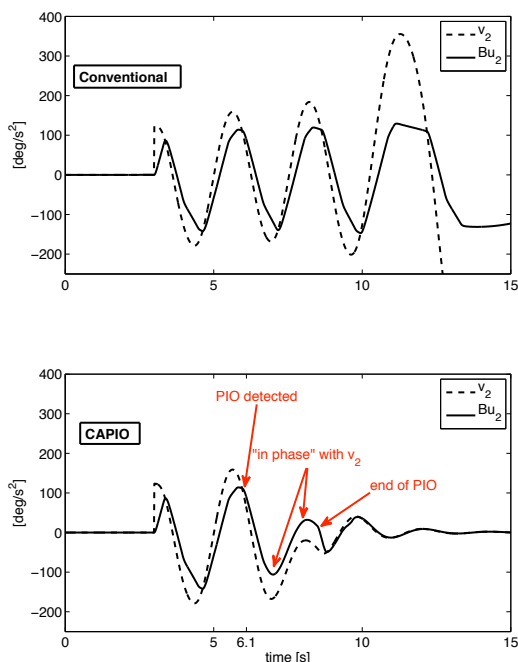 400
300
200
100
0
−100
−200
[deg/s²]
Conventional
v₂
Bu₂
0
5
10
15
400
300
200
100
0
−100
−200
[deg/s²]
CAPIO
PIO detected
"in phase" with v₂
end of PIO
v₂
Bu₂
0
5
6.1
10
15
time [s]